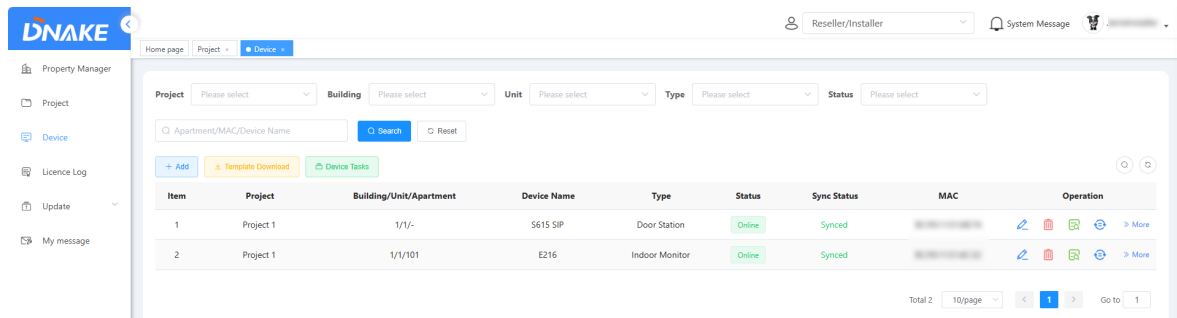 DNAKE
Reseller/Installer
System Message
Home page Project × Device ×
Property Manager
Project
Device
Licence Log
Update
My message
Project Please select Building Please select Unit Please select Type Please select Status Please select
Apartment/MAC/Device Name Search Reset
+ Add Template Download Device Tasks
Item Project Building/Unit/Apartment Device Name Type Status Sync Status MAC Operation
1 Project 1 1/1/- S615 SIP Door Station Online Synced » More
2 Project 1 1/1/101 E216 Indoor Monitor Online Synced » More
Total 2 10/page < 1 > Go to 1